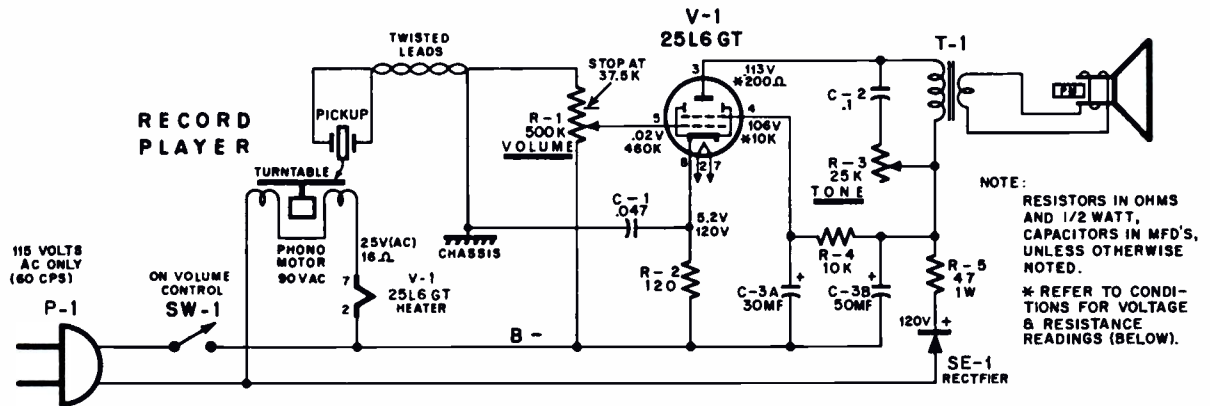 RECORD
PLAYER
TWISTED
LEADS
PICKUP
TURNTABLE
PHONO
MOTOR
90VAC
25V(AC)
16Ω
7
2
V-1
25L6GT
HEATER
115 VOLTS
AC ONLY
(60 CPS)
P-1
ON VOLUME
CONTROL
SW-1
CHASSIS
C-1
.047
STOP AT
37.5K
R-1
500K
VOLUME
V-1
25L6 GT
3
113V
*200Ω
5
.02V
460K
4
106V
*10K
8
2
7
5.2V
120V
R-2
120
B-
C-2
.1
R-3
25K
TONE
R-4
10K
C-3A
30MF
+
C-3B
50MF
+
T-1
PM
R-5
47
1W
120V
+
SE-1
RECTFIER
NOTE:
RESISTORS IN OHMS
AND 1/2 WATT,
CAPACITORS IN MFD'S,
UNLESS OTHERWISE
NOTED.
* REFER TO CONDI-
TIONS FOR VOLTAGE
& RESISTANCE
READINGS (BELOW).